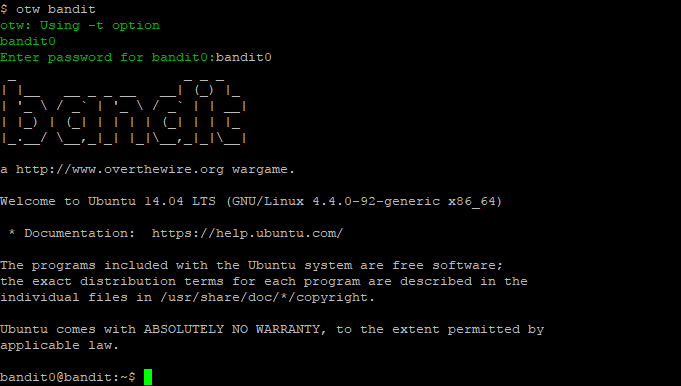 $ otw bandit
otw: Using -t option
bandit0
Enter password for bandit0:bandit0
bandit
a http://www.overthewire.org wargame.
Welcome to Ubuntu 14.04 LTS (GNU/Linux 4.4.0-92-generic x86_64)
* Documentation:  https://help.ubuntu.com/
The programs included with the Ubuntu system are free software;
the exact distribution terms for each program are described in the
individual files in /usr/share/doc/*/copyright.
Ubuntu comes with ABSOLUTELY NO WARRANTY, to the extent permitted by
applicable law.
bandit0@bandit:~$